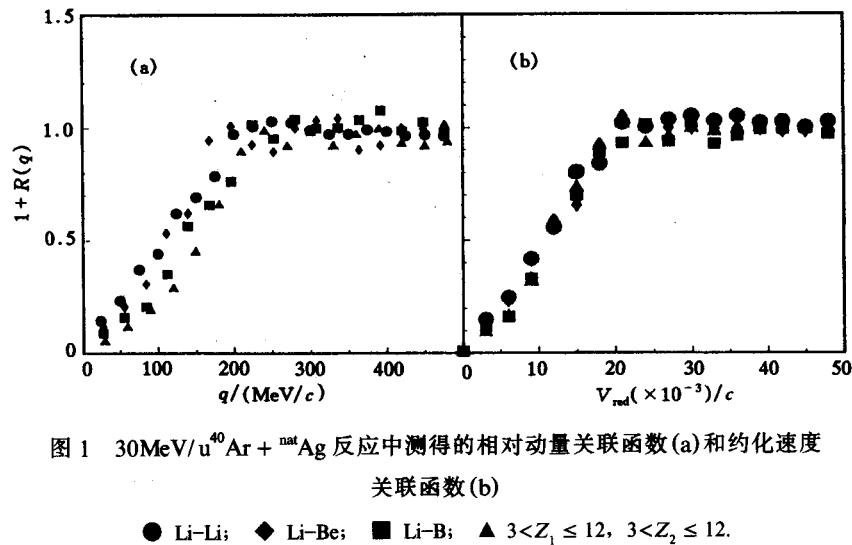 1.5
1.0
0.5
0
1 + R(q)
(a)
(b)
0 100 200 300 400 0 10 20 30 40 50
q/(MeV/c) V_red(×10⁻³)/c
图 1 30MeV/u⁴⁰Ar + ⁿᵃᵗAg 反应中测得的相对动量关联函数(a)和约化速度
关联函数(b)
● Li–Li; ◆ Li–Be; ■ Li–B; ▲ 3<Z₁ ≤ 12, 3<Z₂ ≤ 12.